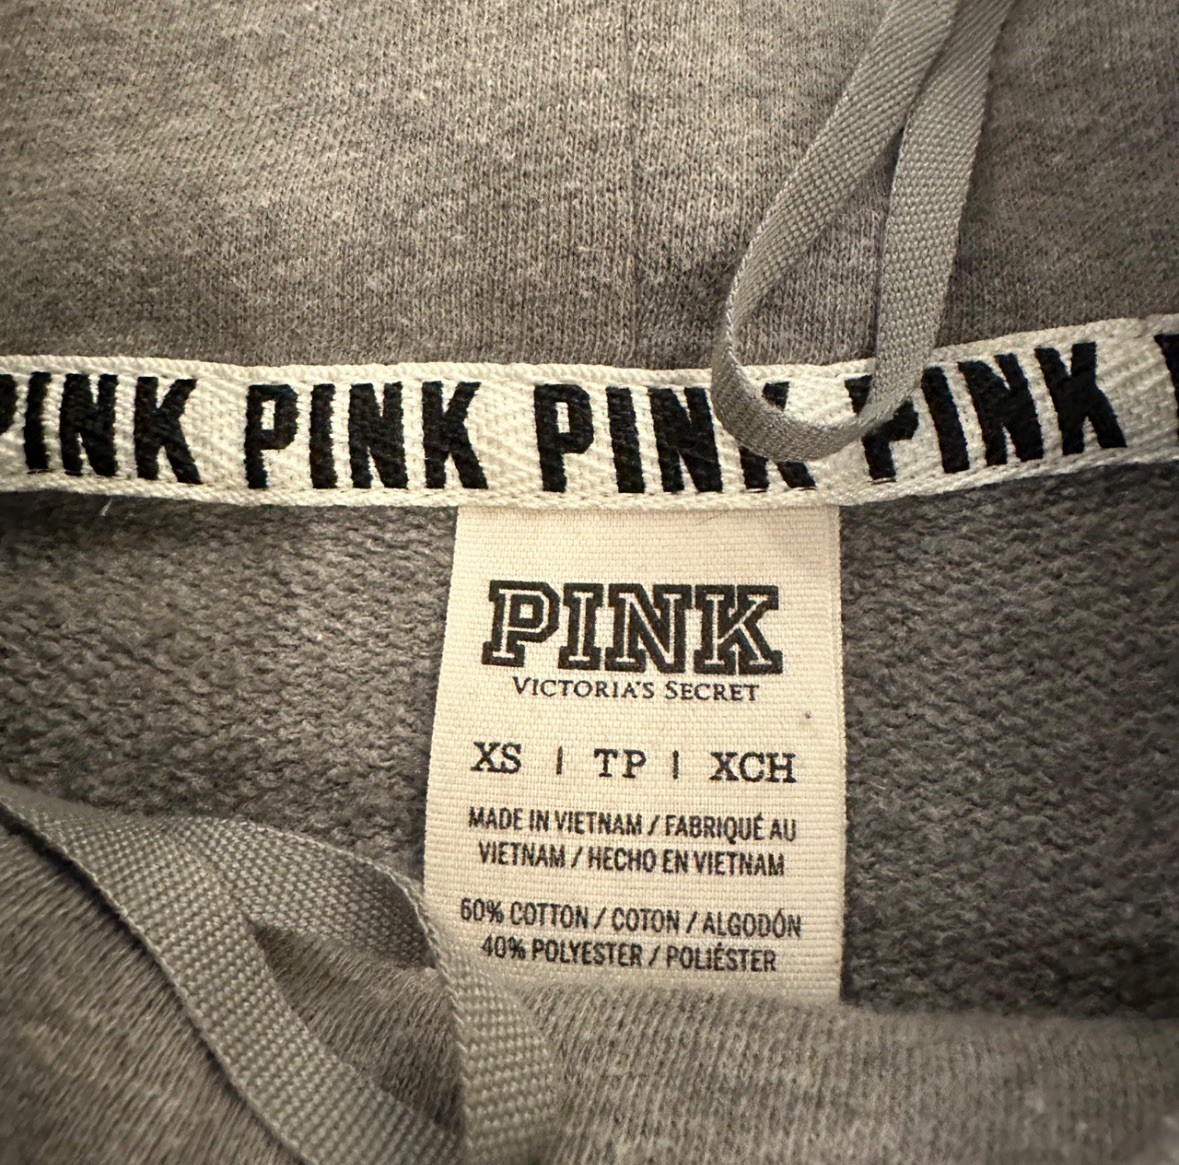 PINK PINK PINK PINK
PINK
VICTORIA'S SECRET
XS | TP | XCH
MADE IN VIETNAM / FABRIQUÉ AU
VIETNAM / HECHO EN VIETNAM
60% COTTON / COTON / ALGODÓN
40% POLYESTER / POLIÉSTER